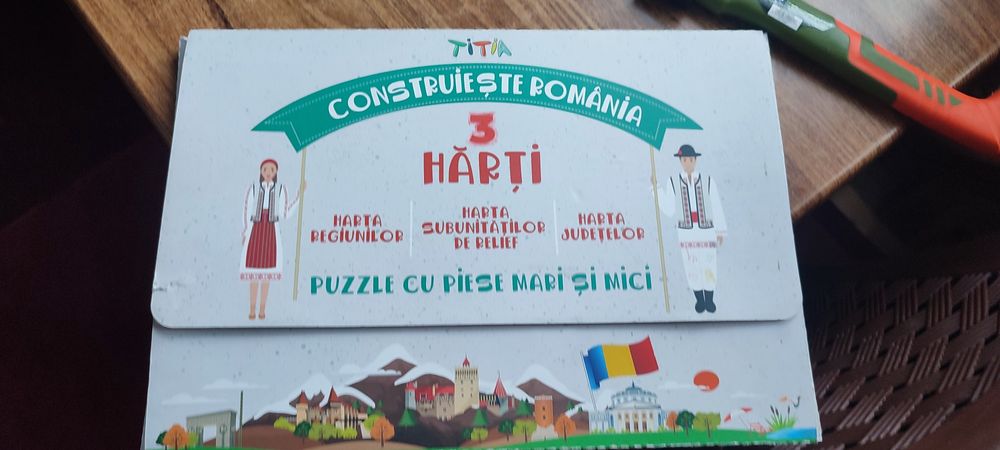 TITIA
CONSTRUIEȘTE ROMÂNIA
3
HĂRȚI
HARTA
REGIUNILOR
HARTA
SUBUNITĂȚILOR
DE RELIEF
HARTA
JUDEȚELOR
PUZZLE CU PIESE MARI ȘI MICI